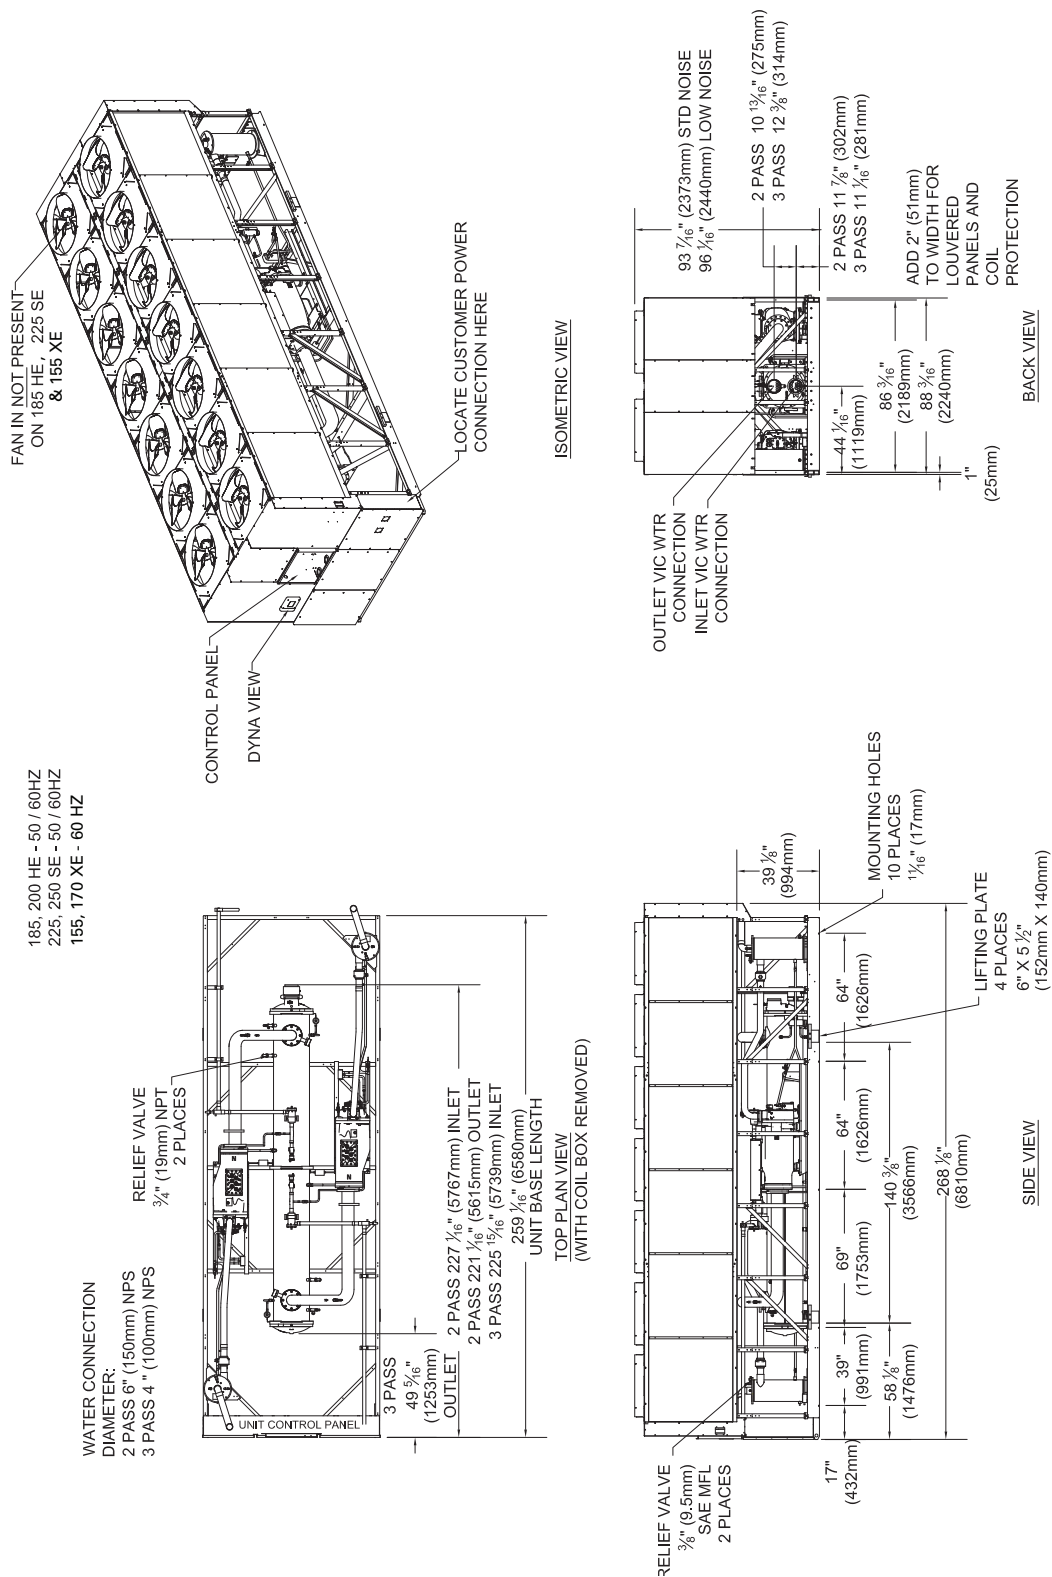 185, 200 HE - 50 / 60HZ
225, 250 SE - 50 / 60HZ
155, 170 XE - 60 HZ
WATER CONNECTION
DIAMETER:
2 PASS 6" (150mm) NPS
3 PASS 4 " (100mm) NPS
RELIEF VALVE
3/4" (19mm) NPT
2 PLACES
UNIT CONTROL PANEL
3 PASS
49 5/16"
(1253mm)
OUTLET
2 PASS 227 1/16" (5767mm) INLET
2 PASS 221 1/16" (5615mm) OUTLET
3 PASS 225 15/16" (5739mm) INLET
259 1/16" (6580mm)
UNIT BASE LENGTH
TOP PLAN VIEW
(WITH COIL BOX REMOVED)
FAN IN NOT PRESENT
ON 185 HE, 225 SE
& 155 XE
CONTROL PANEL
DYNA VIEW
LOCATE CUSTOMER POWER
CONNECTION HERE
ISOMETRIC VIEW
RELIEF VALVE
3/8" (9.5mm)
SAE MFL
2 PLACES
17"
(432mm)
39"
(991mm)
69"
(1753mm)
64"
(1626mm)
64"
(1626mm)
58 1/8"
(1476mm)
140 3/8"
(3566mm)
268 1/8"
(6810mm)
39 1/8"
(994mm)
MOUNTING HOLES
10 PLACES
11/16" (17mm)
LIFTING PLATE
4 PLACES
6" X 5 1/2"
(152mm X 140mm)
SIDE VIEW
OUTLET VIC WTR
CONNECTION
INLET VIC WTR
CONNECTION
93 7/16" (2373mm) STD NOISE
96 1/16" (2440mm) LOW NOISE
2 PASS 10 13/16" (275mm)
3 PASS 12 3/8" (314mm)
2 PASS 11 7/8" (302mm)
3 PASS 11 1/16" (281mm)
44 1/16"
(1119mm)
86 3/16"
(2189mm)
88 3/16"
(2240mm)
1"
(25mm)
ADD 2" (51mm)
TO WIDTH FOR
LOUVERED
PANELS AND
COIL
PROTECTION
BACK VIEW